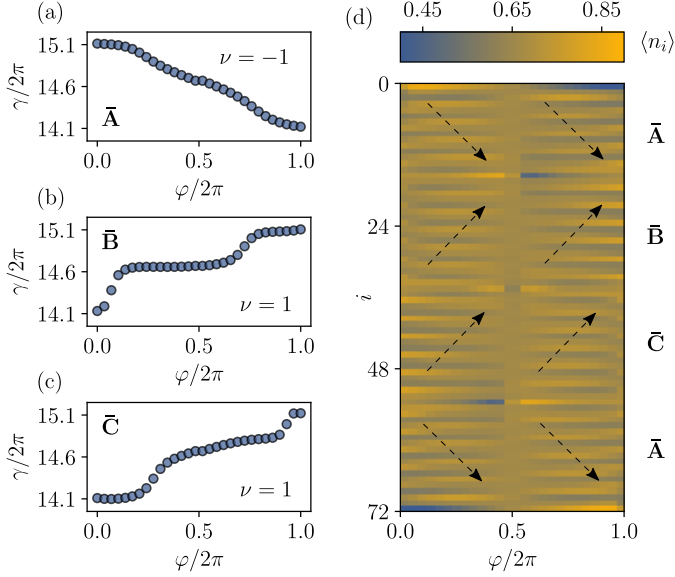 (a)
γ/2π
15.1
14.6
14.1
ν = −1
Ā
0.0 0.5 1.0
φ/2π
(b)
γ/2π
15.1
14.6
14.1
B̄
ν = 1
0.0 0.5 1.0
φ/2π
(c)
γ/2π
15.1
14.6
14.1
C̄
ν = 1
0.0 0.5 1.0
φ/2π
(d)
0.45 0.65 0.85
⟨n_i⟩
0
24
48
72
i
Ā
B̄
C̄
Ā
0.0 0.5 1.0
φ/2π